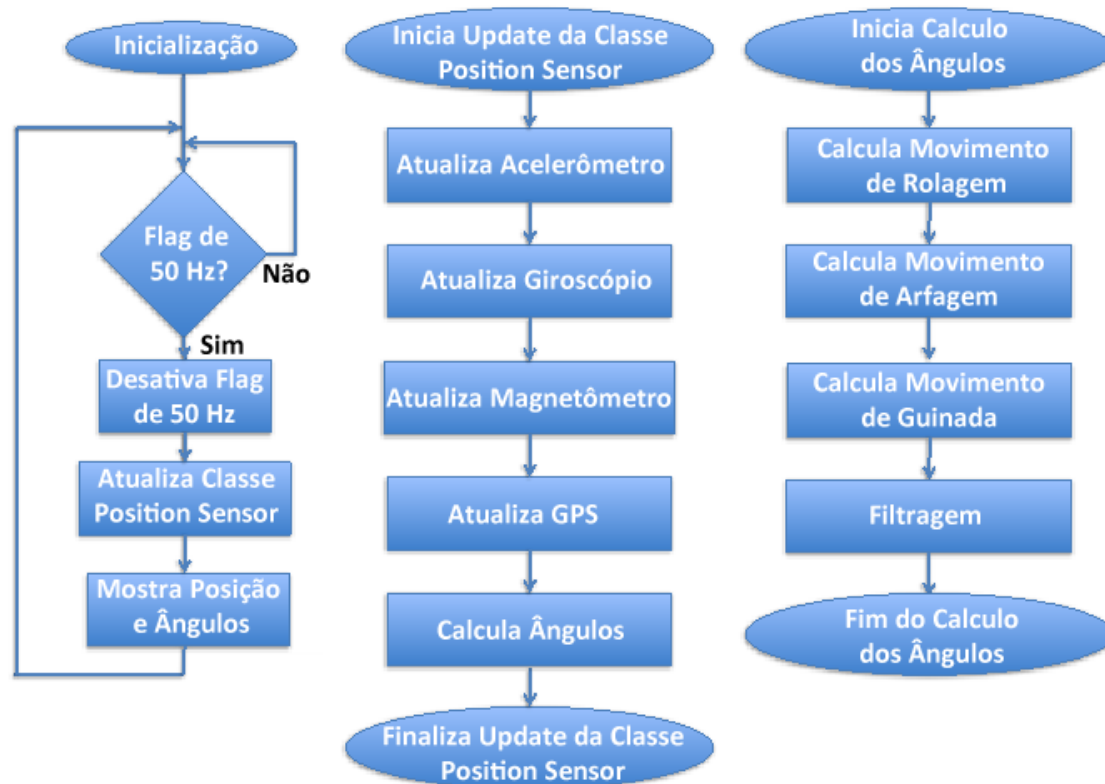 Inicialização
Flag de
50 Hz?
Não
Sim
Desativa Flag
de 50 Hz
Atualiza Classe
Position Sensor
Mostra Posição
e Ângulos
Inicia Update da Classe
Position Sensor
Atualiza Acelerômetro
Atualiza Giroscópio
Atualiza Magnetômetro
Atualiza GPS
Calcula Ângulos
Finaliza Update da Classe
Position Sensor
Inicia Calculo
dos Ângulos
Calcula Movimento
de Rolagem
Calcula Movimento
de Arfagem
Calcula Movimento
de Guinada
Filtragem
Fim do Calculo
dos Ângulos